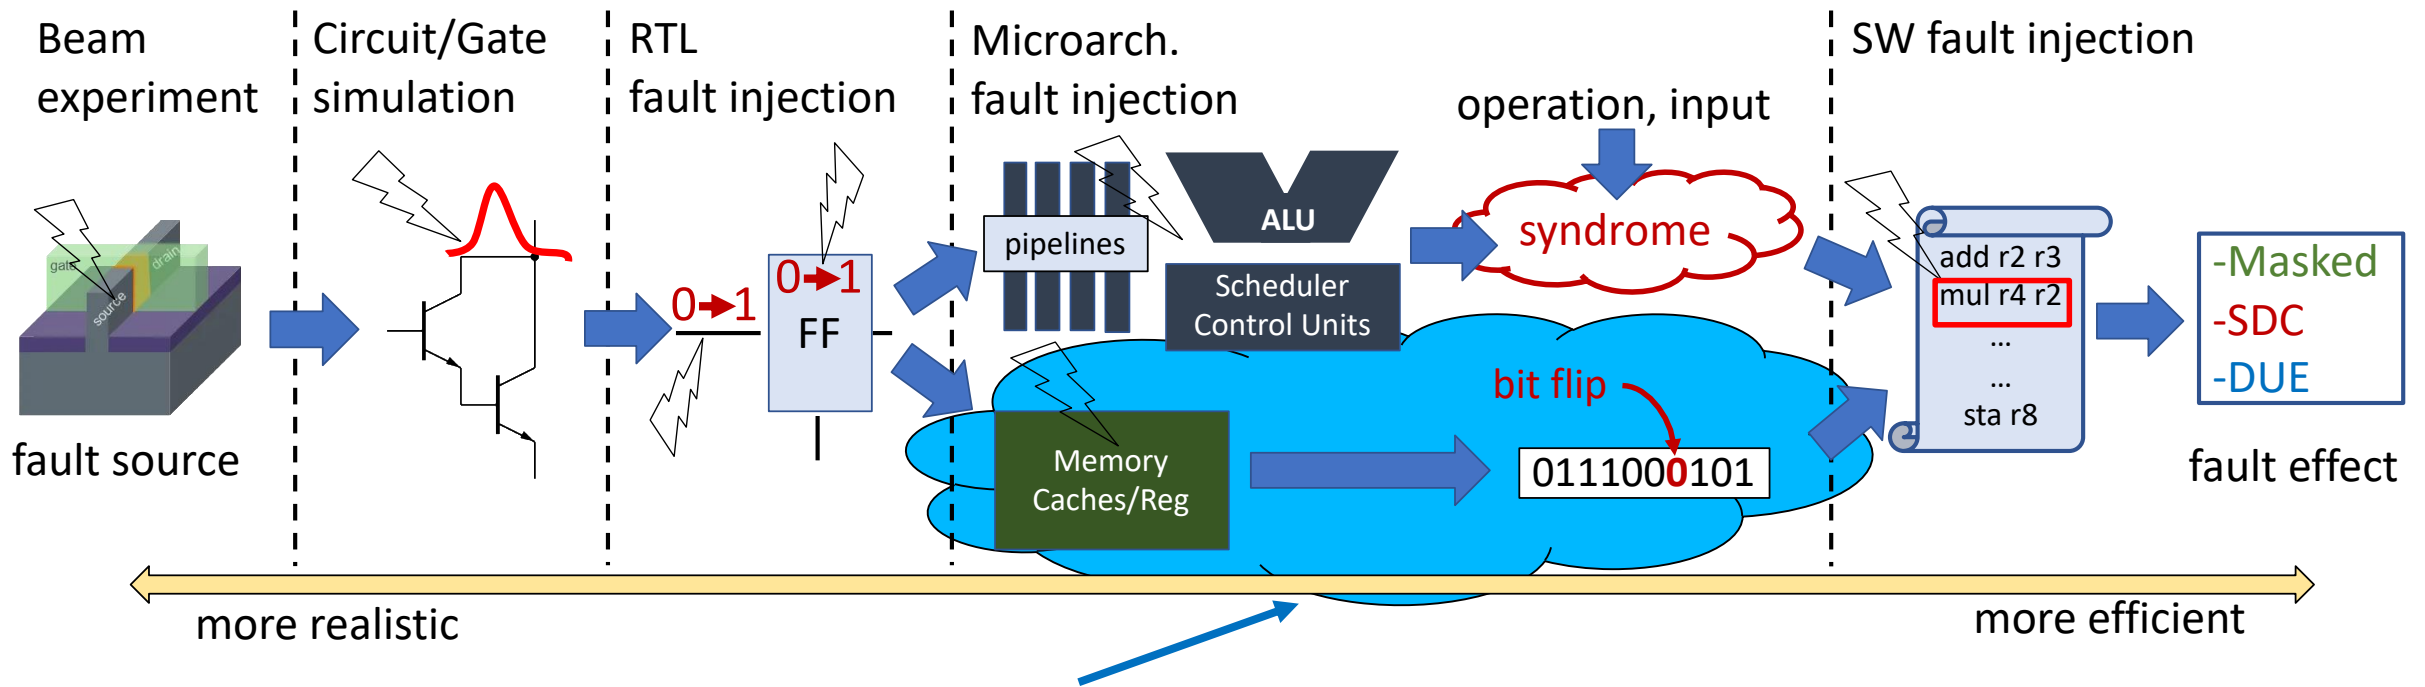 Beam
experiment
Circuit/Gate
simulation
RTL
fault injection
Microarch.
fault injection
SW fault injection
operation, input
gate
drain
source
fault source
0→1
0→1
FF
pipelines
ALU
Scheduler
Control Units
syndrome
bit flip
Memory
Caches/Reg
0111000101
add r2 r3
mul r4 r2
...
...
sta r8
-Masked
-SDC
-DUE
fault effect
more realistic
more efficient